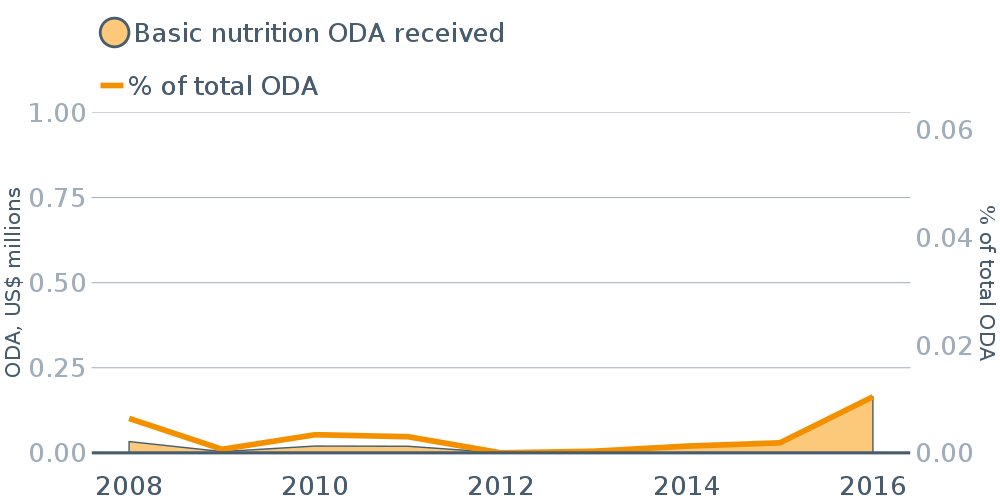 Basic nutrition ODA received
% of total ODA
1.00
0.75
0.50
0.25
0.00
ODA, US$ millions
0.06
0.04
0.02
0.00
% of total ODA
2008 2010 2012 2014 2016